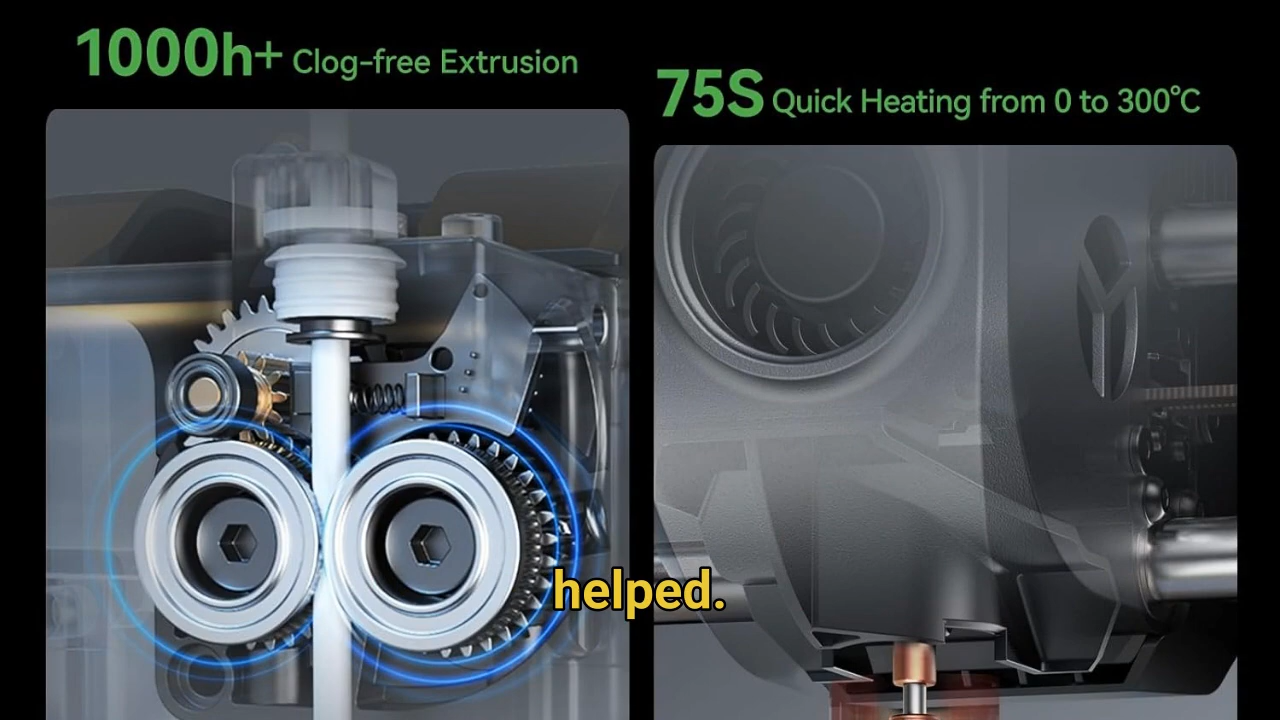 1000h+ Clog-free Extrusion
75S Quick Heating from 0 to 300°C
helped.